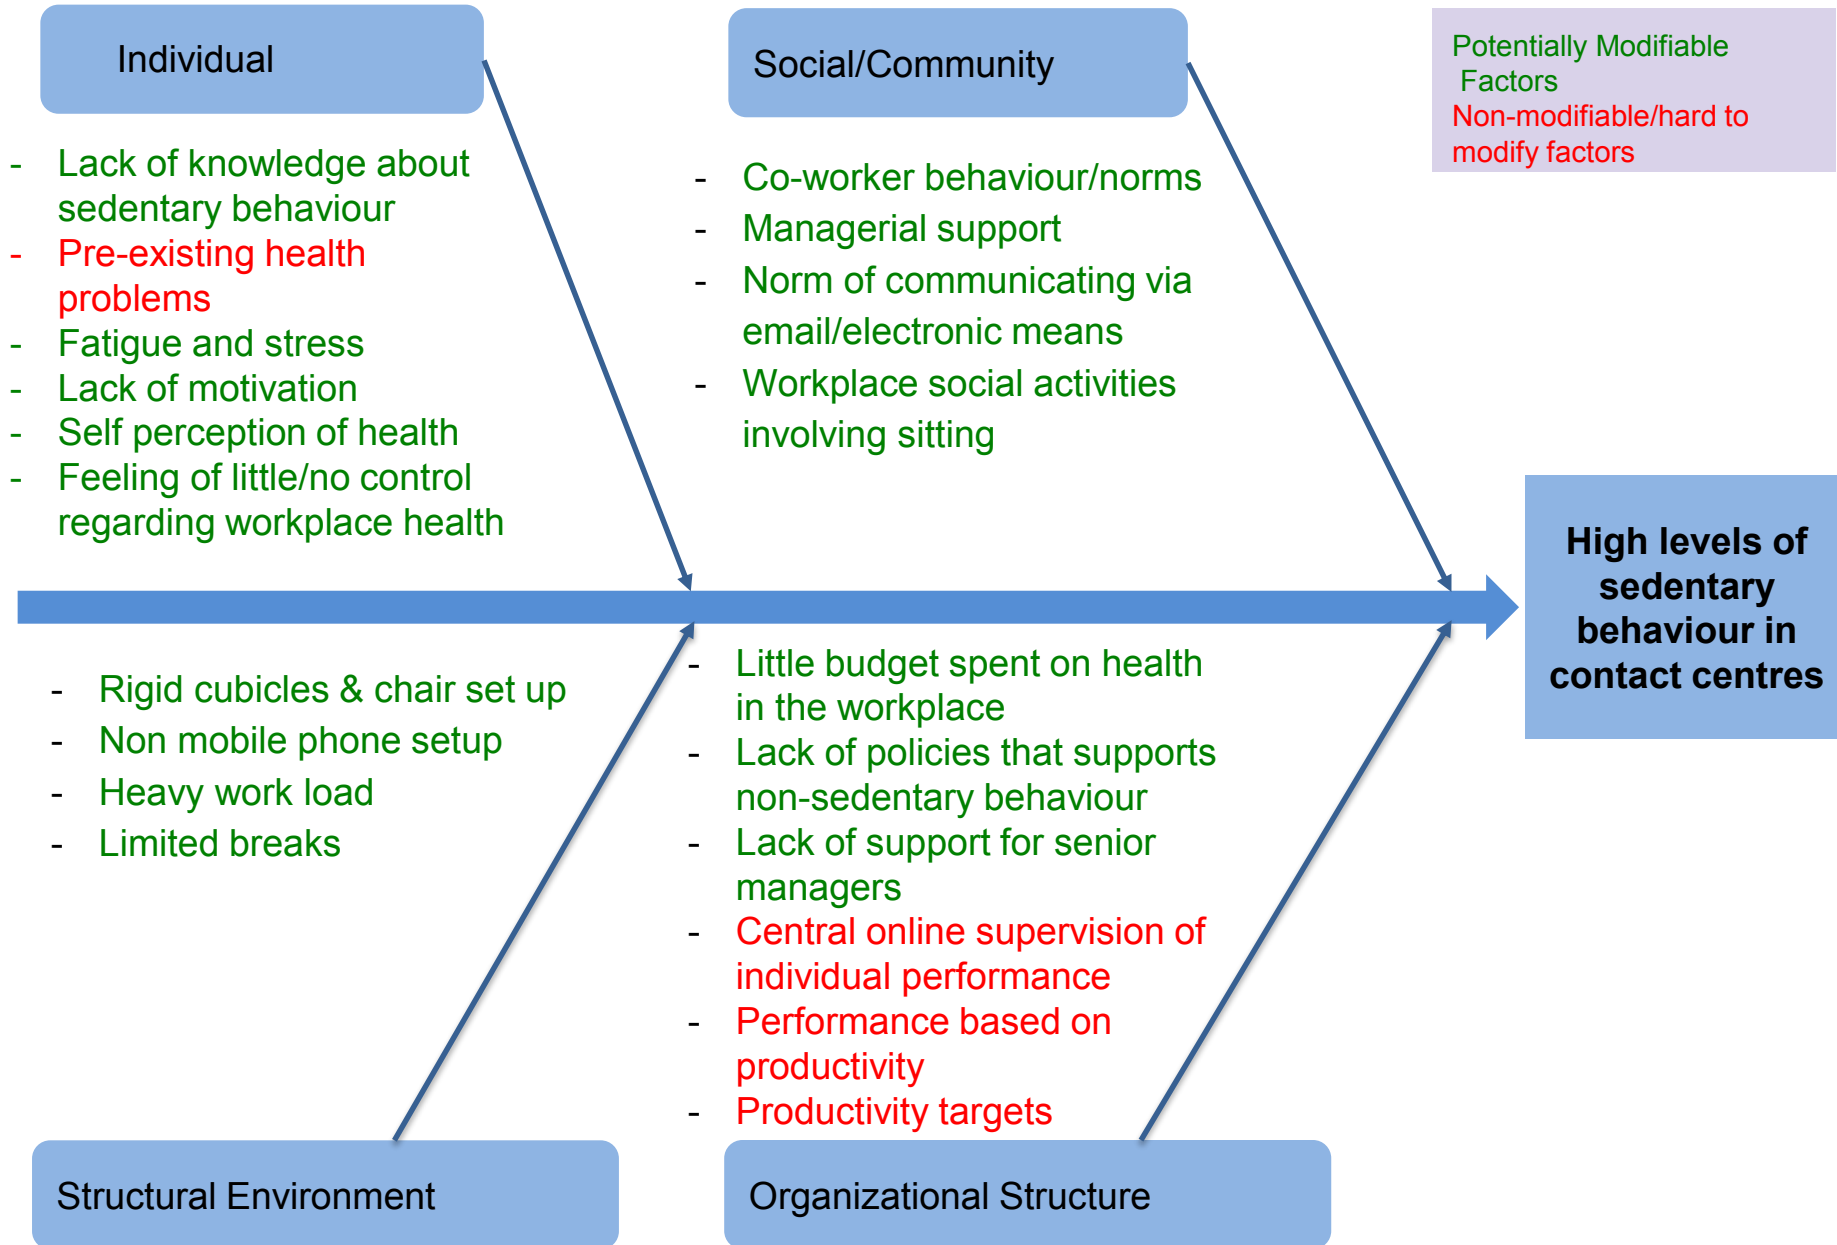 Individual
- Lack of knowledge about
sedentary behaviour
- Pre-existing health
problems
- Fatigue and stress
- Lack of motivation
- Self perception of health
- Feeling of little/no control
regarding workplace health
Social/Community
- Co-worker behaviour/norms
- Managerial support
- Norm of communicating via
email/electronic means
- Workplace social activities
involving sitting
Potentially Modifiable
Factors
Non-modifiable/hard to
modify factors
High levels of
sedentary
behaviour in
contact centres
- Rigid cubicles & chair set up
- Non mobile phone setup
- Heavy work load
- Limited breaks
Structural Environment
- Little budget spent on health
in the workplace
- Lack of policies that supports
non-sedentary behaviour
- Lack of support for senior
managers
- Central online supervision of
individual performance
- Performance based on
productivity
- Productivity targets
Organizational Structure